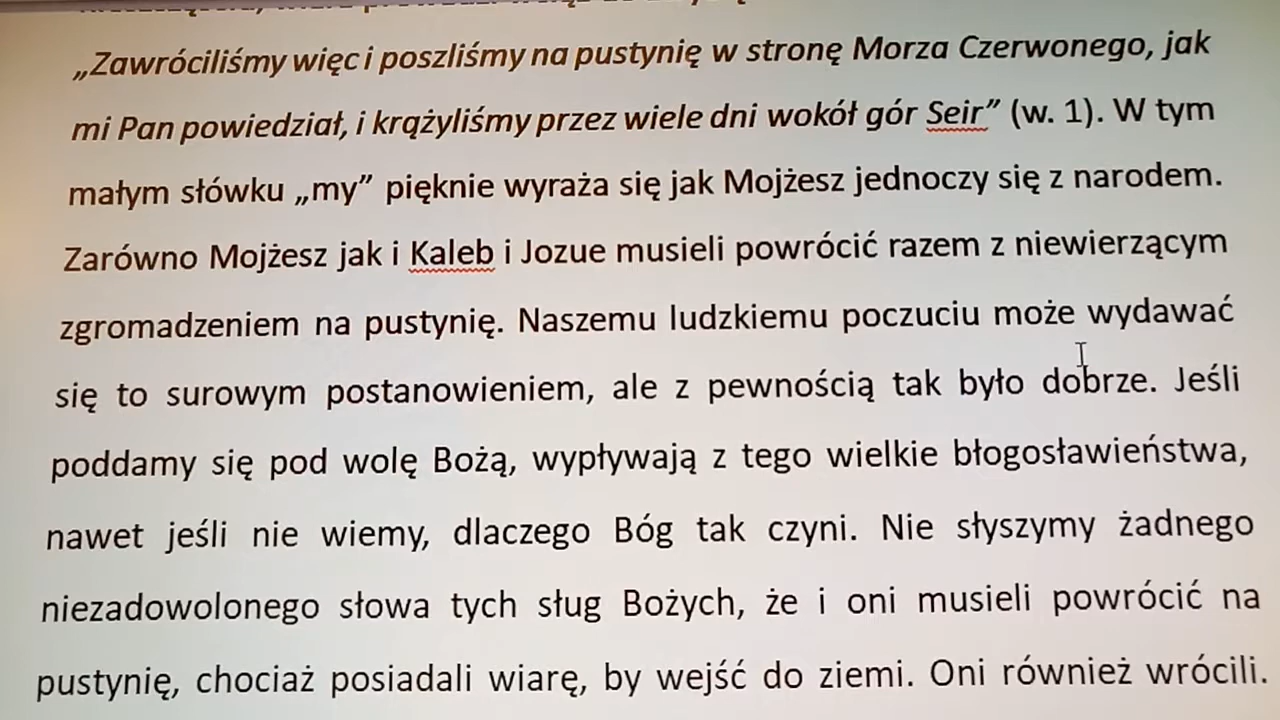 „Zawróciliśmy więc i poszliśmy na pustynię w stronę Morza Czerwonego, jak
mi Pan powiedział, i krążyliśmy przez wiele dni wokół gór Seir” (w. 1). W tym
małym słówku „my” pięknie wyraża się jak Mojżesz jednoczy się z narodem.
Zarówno Mojżesz jak i Kaleb i Jozue musieli powrócić razem z niewierzącym
zgromadzeniem na pustynię. Naszemu ludzkiemu poczuciu może wydawać
się to surowym postanowieniem, ale z pewnością tak było dobrze. Jeśli
poddamy się pod wolę Bożą, wypływają z tego wielkie błogosławieństwa,
nawet jeśli nie wiemy, dlaczego Bóg tak czyni. Nie słyszymy żadnego
niezadowolonego słowa tych sług Bożych, że i oni musieli powrócić na
pustynię, chociaż posiadali wiarę, by wejść do ziemi. Oni również wrócili.